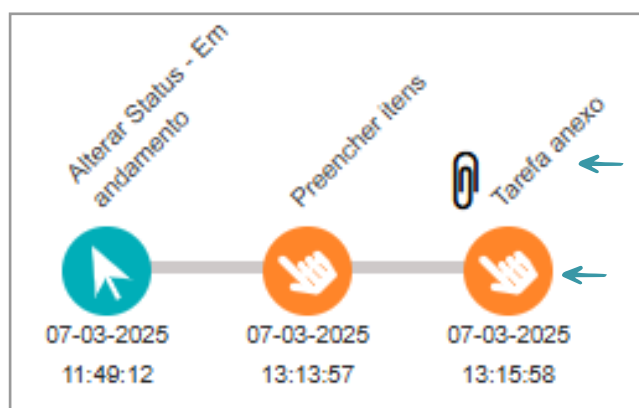 Alterar Status - Em
andamento
Preencher itens
Tarefa anexo
07-03-2025
11:49:12
07-03-2025
13:13:57
07-03-2025
13:15:58